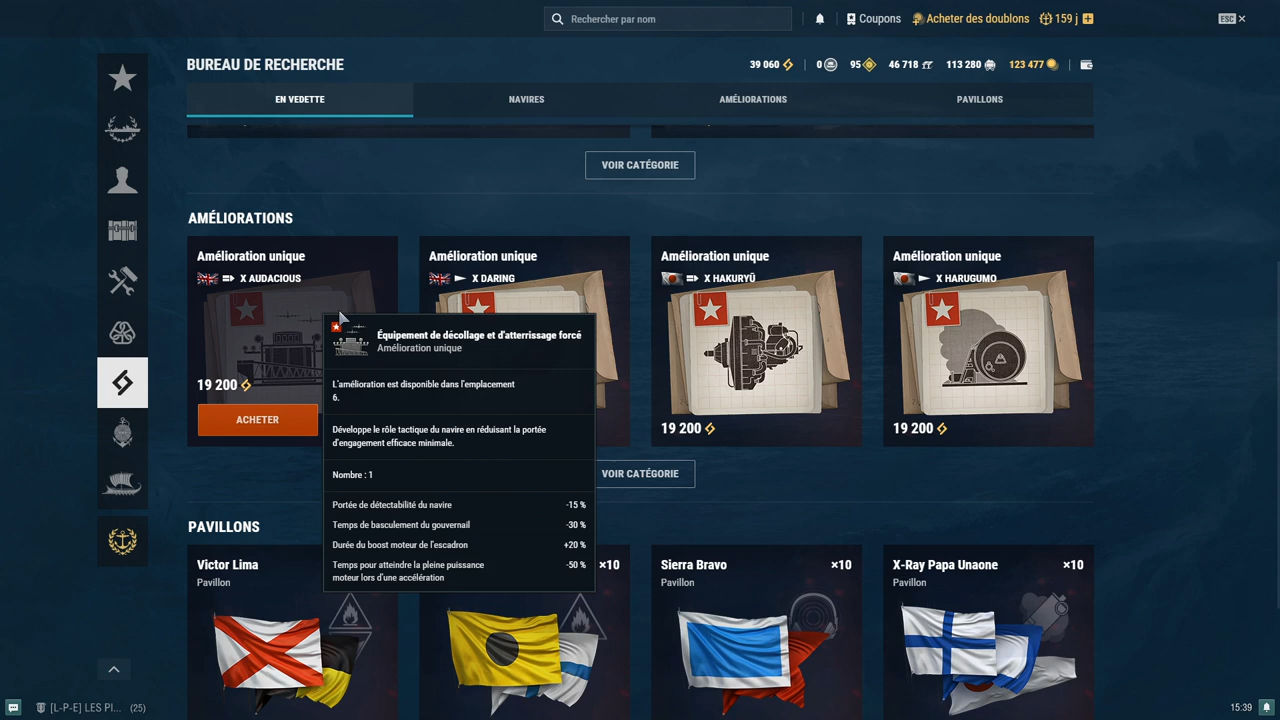 Rechercher par nom
Coupons
Acheter des doublons
159 j
ESC
BUREAU DE RECHERCHE
39 060
0
95
46 718
113 280
123 477
EN VEDETTE
NAVIRES
AMÉLIORATIONS
PAVILLONS
VOIR CATÉGORIE
AMÉLIORATIONS
Amélioration unique
X AUDACIOUS
19 200
ACHETER
Amélioration unique
X DARING
Amélioration unique
X HAKURYŪ
19 200
Amélioration unique
X HARUGUMO
19 200
Équipement de décollage et d'atterrissage forcé
Amélioration unique
L'amélioration est disponible dans l'emplacement
6.
Développe le rôle tactique du navire en réduisant la portée
d'engagement efficace minimale.
Nombre : 1
Portée de détectabilité du navire -15 %
Temps de basculement du gouvernail -30 %
Durée du boost moteur de l'escadron +20 %
Temps pour atteindre la pleine puissance -50 %
moteur lors d'une accélération
VOIR CATÉGORIE
PAVILLONS
Victor Lima
Pavillon
×10
Sierra Bravo ×10
Pavillon
X-Ray Papa Unaone ×10
Pavillon
[L-P-E] LES PI... (25)
15:39